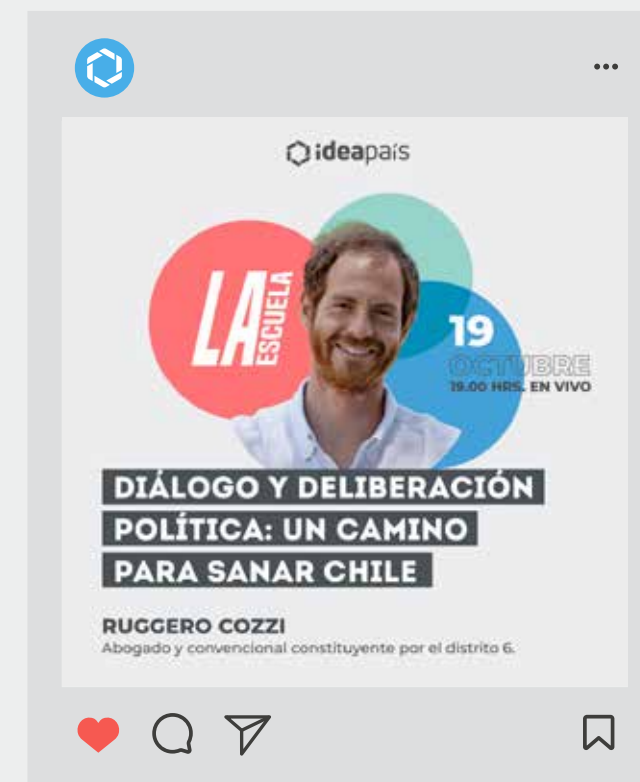 ideapaís
LA
ESCUELA
19
OCTUBRE
19.00 HRS. EN VIVO
DIÁLOGO Y DELIBERACIÓN
POLÍTICA: UN CAMINO
PARA SANAR CHILE
RUGGERO COZZI
Abogado y convencional constituyente por el distrito 6.